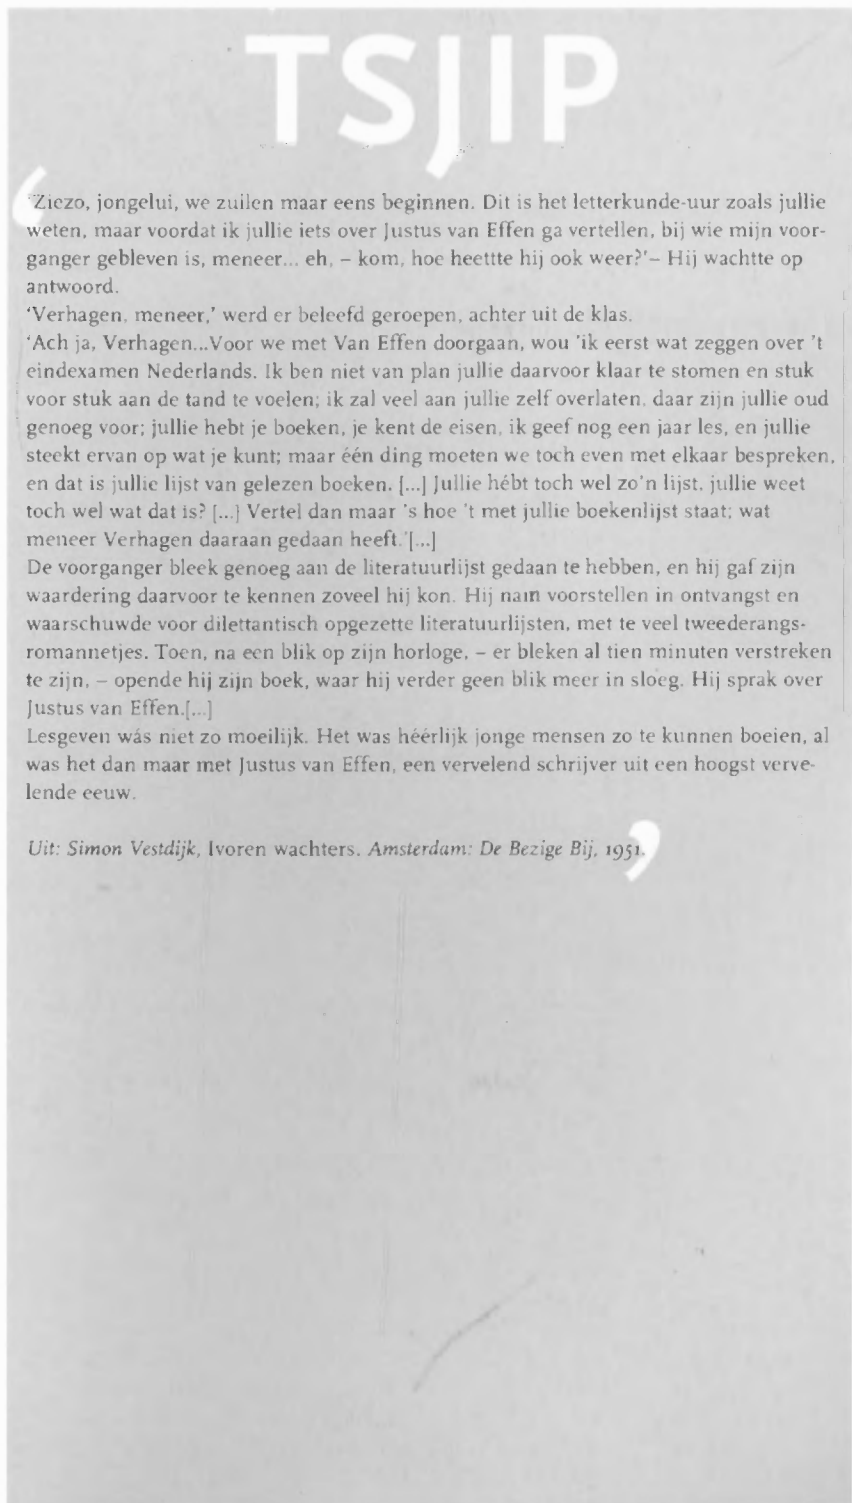 TSJIP
‘
'Ziezo, jongelui, we zullen maar eens beginnen. Dit is het letterkunde-uur zoals jullie
weten, maar voordat ik jullie iets over Justus van Effen ga vertellen, bij wie mijn voor-
ganger gebleven is, meneer... eh, – kom, hoe heettte hij ook weer?'– Hij wachtte op
antwoord.
'Verhagen, meneer,' werd er beleefd geroepen, achter uit de klas.
'Ach ja, Verhagen...Voor we met Van Effen doorgaan, wou 'ik eerst wat zeggen over 't
eindexamen Nederlands. Ik ben niet van plan jullie daarvoor klaar te stomen en stuk
voor stuk aan de tand te voelen; ik zal veel aan jullie zelf overlaten, daar zijn jullie oud
genoeg voor; jullie hebt je boeken, je kent de eisen, ik geef nog een jaar les, en jullie
steekt ervan op wat je kunt; maar één ding moeten we toch even met elkaar bespreken,
en dat is jullie lijst van gelezen boeken. [...] Jullie hébt toch wel zo'n lijst, jullie weet
toch wel wat dat is? [...] Vertel dan maar 's hoe 't met jullie boekenlijst staat; wat
meneer Verhagen daaraan gedaan heeft.'[...]
De voorganger bleek genoeg aan de literatuurlijst gedaan te hebben, en hij gaf zijn
waardering daarvoor te kennen zoveel hij kon. Hij nam voorstellen in ontvangst en
waarschuwde voor dilettantisch opgezette literatuurlijsten, met te veel tweederangs-
romannetjes. Toen, na een blik op zijn horloge, – er bleken al tien minuten verstreken
te zijn, – opende hij zijn boek, waar hij verder geen blik meer in sloeg. Hij sprak over
Justus van Effen.[...]
Lesgeven wás niet zo moeilijk. Het was héérlijk jonge mensen zo te kunnen boeien, al
was het dan maar met Justus van Effen, een vervelend schrijver uit een hoogst verve-
lende eeuw.
Uit: Simon Vestdijk, Ivoren wachters. Amsterdam: De Bezige Bij, 1951.
’